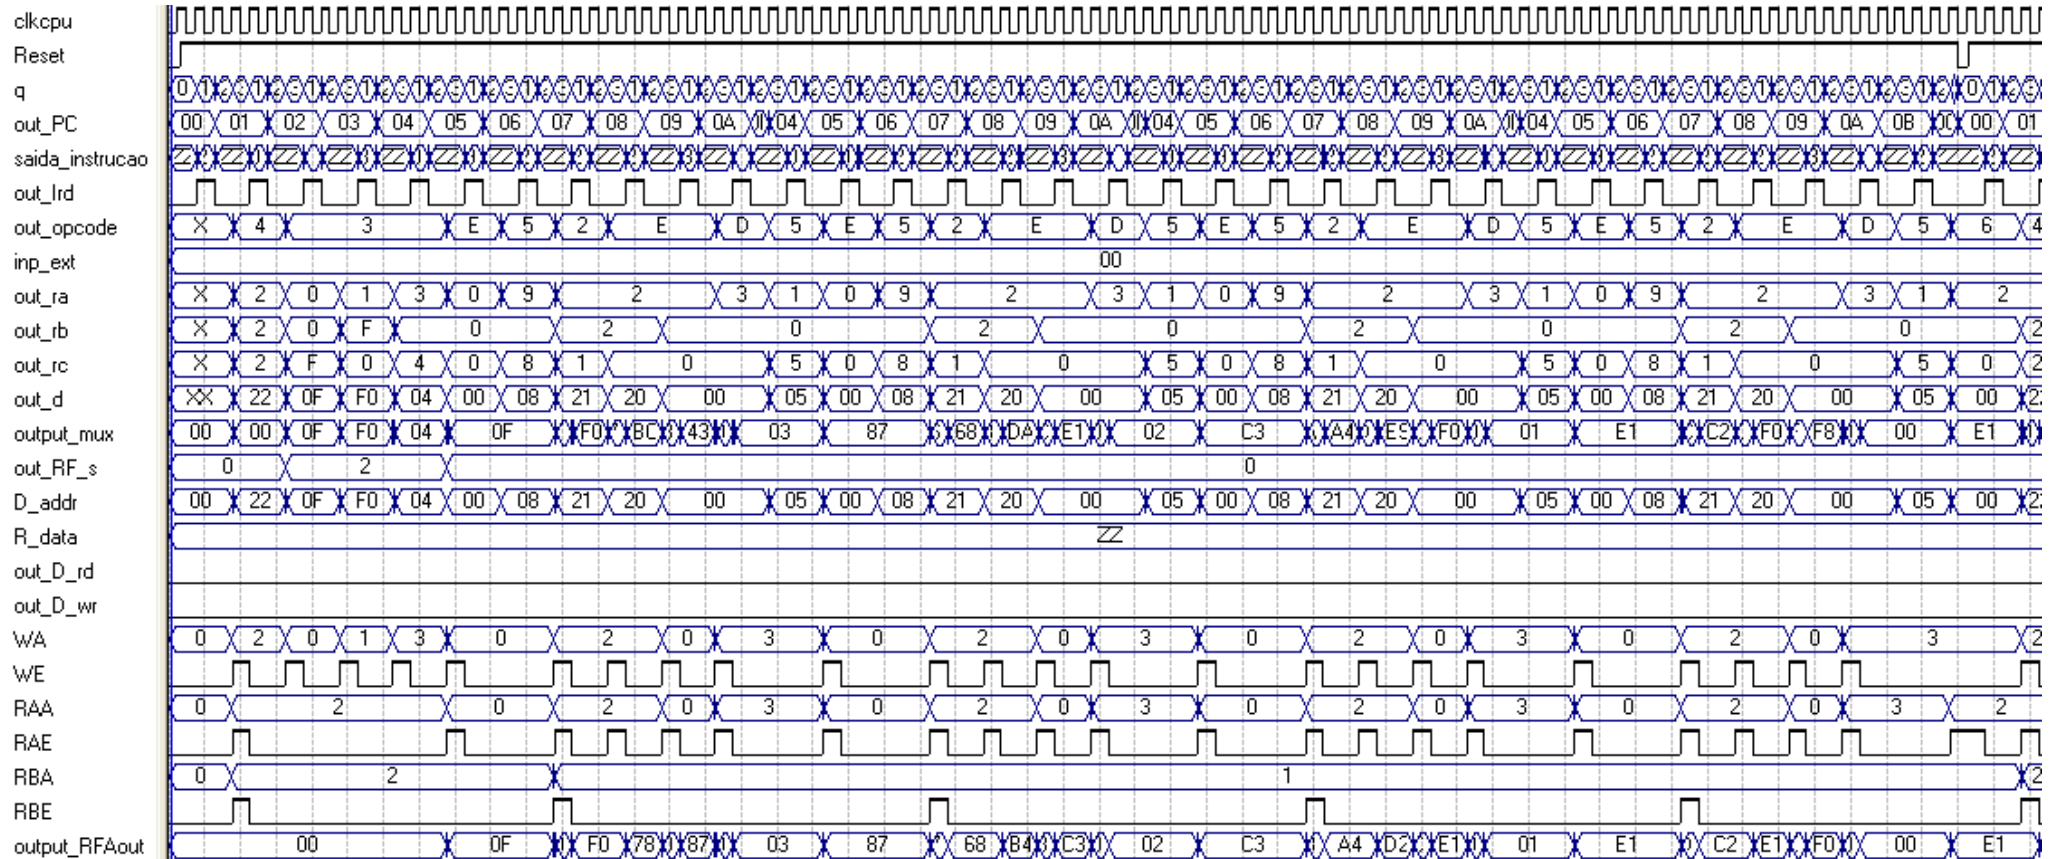 clkcpu
Reset
q 0 1
out_PC 00 01 02 03 04 05 06 07 08 09 0A 04 05 06 07 08 09 0A 04 05 06 07 08 09 0A 04 05 06 07 08 09 0A 0B 00 01
saida_instrucao
out_Ird
out_opcode X 4 3 E 5 2 E D 5 E 5 2 E D 5 E 5 2 E D 5 E 5 2 E D 5 6 4
inp_ext 00
out_ra X 2 0 1 3 0 9 2 3 1 0 9 2 3 1 0 9 2 3 1 0 9 2 3 1 2
out_rb X 2 0 F 0 2 0 2 0 2 0 2 0 2
out_rc X 2 F 0 4 0 8 1 0 5 0 8 1 0 5 0 8 1 0 5 0 8 1 0 5 0 2
out_d XX 22 0F F0 04 00 08 21 20 00 05 00 08 21 20 00 05 00 08 21 20 00 05 00 08 21 20 00 05 00
output_mux 00 00 0F F0 04 0F F0 BC 43 03 87 68 DA E1 02 C3 A4 F0 01 E1 C2 F0 F8 00 E1
out_RF_s 0 2 0
D_addr 00 22 0F F0 04 00 08 21 20 00 05 00 08 21 20 00 05 00 08 21 20 00 05 00 08 21 20 00 05 00
R_data ZZ
out_D_rd
out_D_wr
WA 0 2 0 1 3 0 2 0 3 0 2 0 3 0 2 0 3 0 2 0 3 2
WE
RAA 0 2 0 2 0 3 0 2 0 3 0 2 0 3 0 2 0 3 2
RAE
RBA 0 2 1 2
RBE
output_RFAout 00 0F F0 78 87 03 87 68 B4 C3 02 C3 A4 D2 E1 01 E1 C2 E1 F0 00 E1